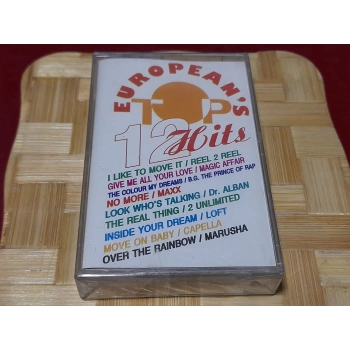 EUROPEAN'S
TOP
12 Hits
I LIKE TO MOVE IT / REEL 2 REEL
GIVE ME ALL YOUR LOVE / MAGIC AFFAIR
THE COLOUR MY DREAMS / B.G. THE PRINCE OF RAP
NO MORE / MAXX
LOOK WHO'S TALKING / Dr. ALBAN
THE REAL THING / 2 UNLIMITED
INSIDE YOUR DREAM / LOFT
MOVE ON BABY / CAPELLA
OVER THE RAINBOW / MARUSHA